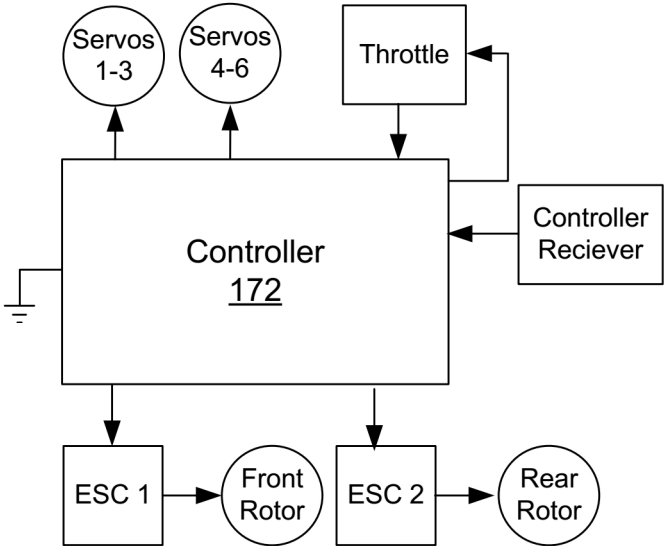 Servos
1-3
Servos
4-6
Throttle
Controller
Reciever
Controller
172
ESC 1
Front
Rotor
ESC 2
Rear
Rotor